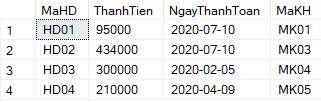 MaHD ThanhTien NgayThanhToan MaKH
1 HD01 95000 2020-07-10 MK01
2 HD02 434000 2020-07-10 MK03
3 HD03 300000 2020-02-05 MK04
4 HD04 210000 2020-04-09 MK05